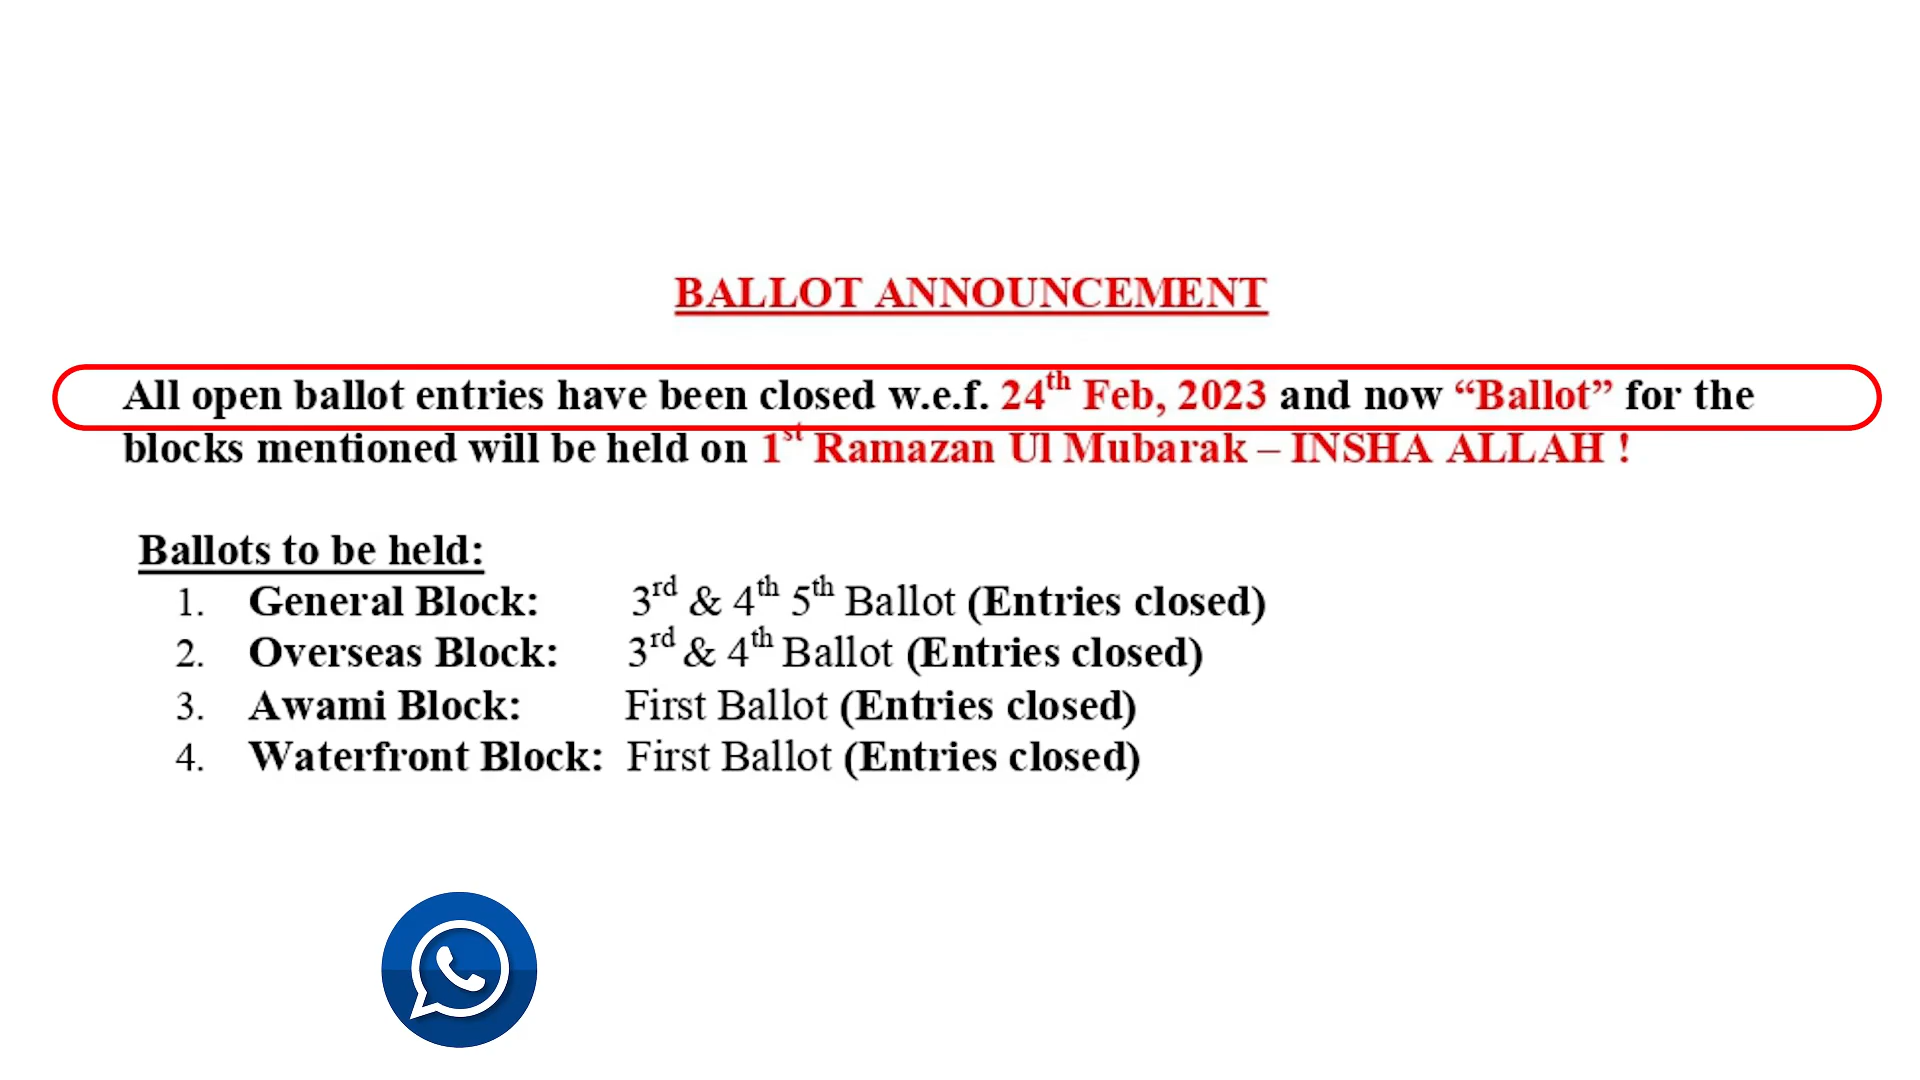 BALLOT ANNOUNCEMENT
All open ballot entries have been closed w.e.f. 24th Feb, 2023 and now “Ballot” for the
blocks mentioned will be held on 1st Ramazan Ul Mubarak – INSHA ALLAH !
Ballots to be held:
1. General Block: 3rd & 4th 5th Ballot (Entries closed)
2. Overseas Block: 3rd & 4th Ballot (Entries closed)
3. Awami Block: First Ballot (Entries closed)
4. Waterfront Block: First Ballot (Entries closed)